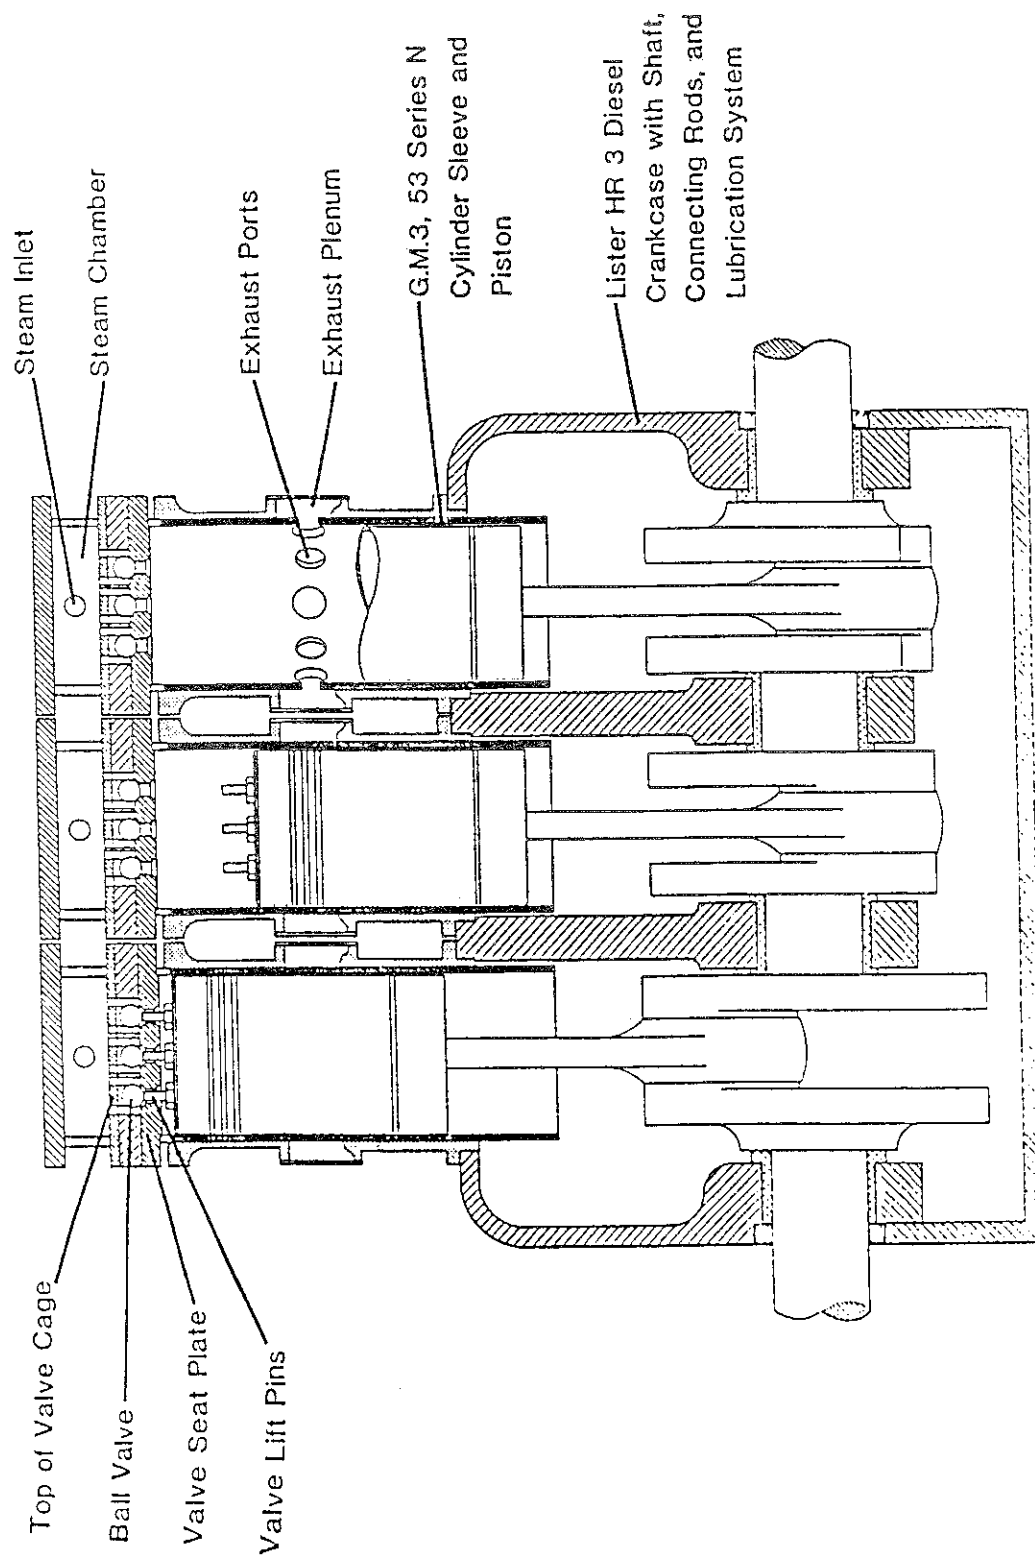 Steam Inlet
Steam Chamber
Exhaust Ports
Exhaust Plenum
G.M.3, 53 Series N
Cylinder Sleeve and
Piston
Lister HR 3 Diesel
Crankcase with Shaft,
Connecting Rods, and
Lubrication System
Top of Valve Cage
Ball Valve
Valve Seat Plate
Valve Lift Pins